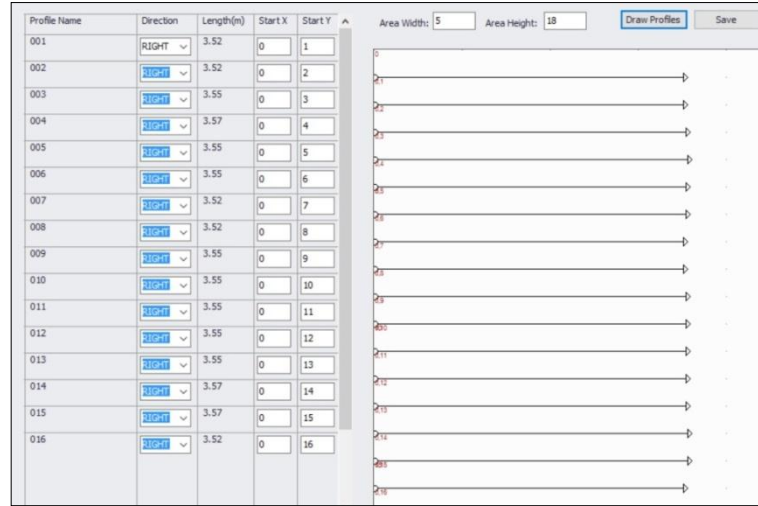 Profile Name Direction Length(m) Start X Start Y
001 RIGHT 3.52 0 1
002 RIGHT 3.52 0 2
003 RIGHT 3.55 0 3
004 RIGHT 3.57 0 4
005 RIGHT 3.55 0 5
006 RIGHT 3.55 0 6
007 RIGHT 3.52 0 7
008 RIGHT 3.52 0 8
009 RIGHT 3.55 0 9
010 RIGHT 3.55 0 10
011 RIGHT 3.55 0 11
012 RIGHT 3.55 0 12
013 RIGHT 3.55 0 13
014 RIGHT 3.57 0 14
015 RIGHT 3.57 0 15
016 RIGHT 3.52 0 16
Area Width: 5 Area Height: 18 Draw Profiles Save
0